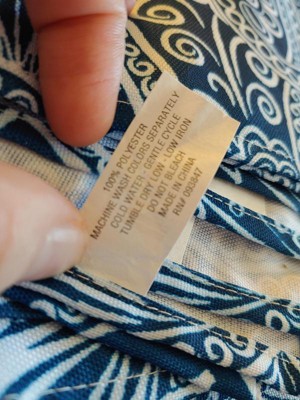 100% POLYESTER
MACHINE WASH COLORS SEPARATELY
COLD WATER - GENTLE CYCLE
TUMBLE DRY LOW - LOW IRON
DO NOT BLEACH
MADE IN CHINA
RN# 093847